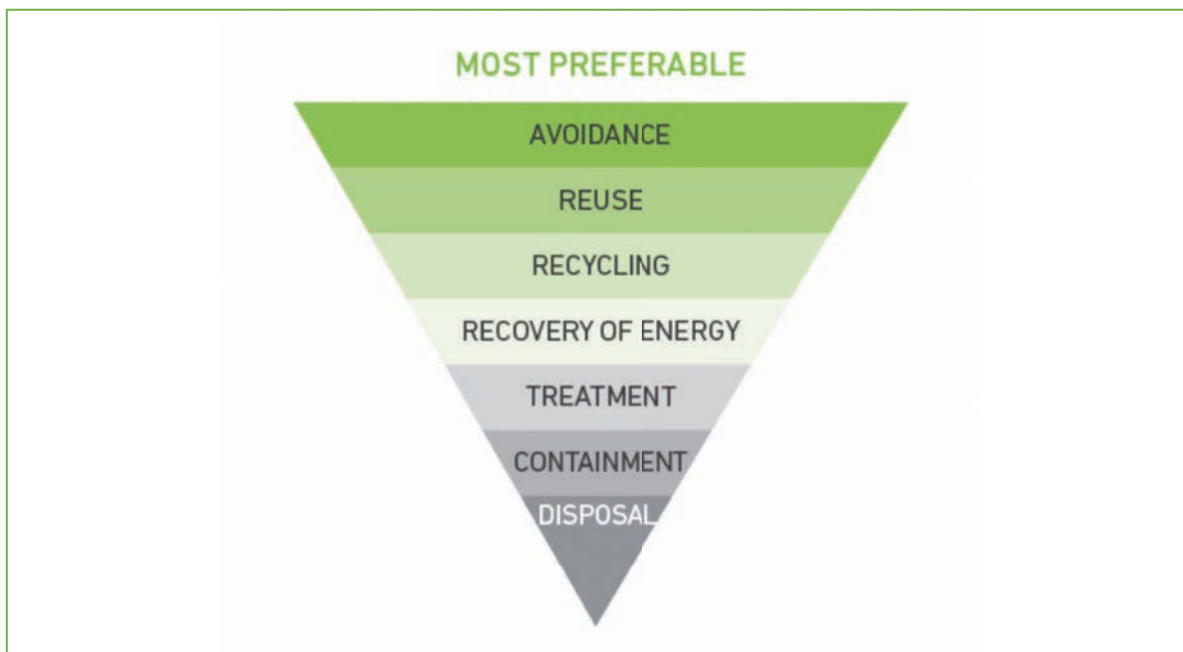 MOST PREFERABLE
AVOIDANCE
REUSE
RECYCLING
RECOVERY OF ENERGY
TREATMENT
CONTAINMENT
DISPOSAL